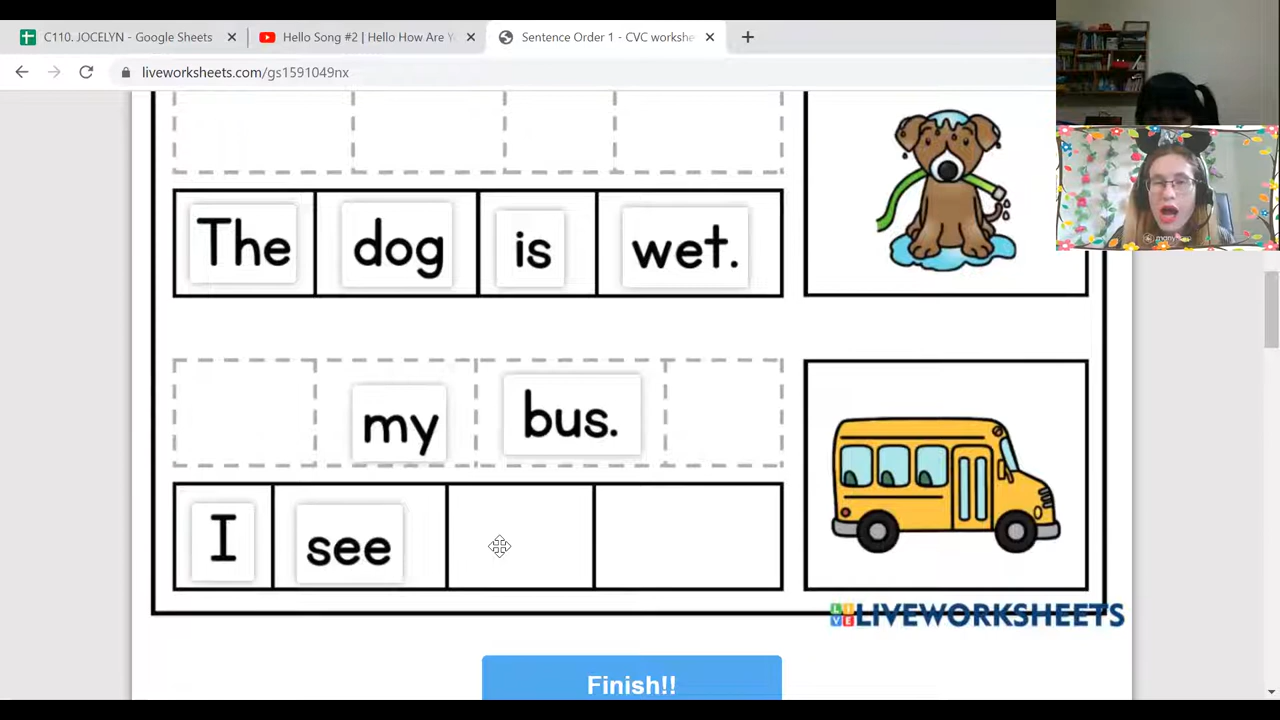 C110. JOCELYN - Google Sheets
Hello Song #2 | Hello How Are Y
Sentence Order 1 - CVC workshe
liveworksheets.com/gs1591049nx
The dog is wet.
my bus.
I see
LIVE LIVEWORKSHEETS
Finish!!